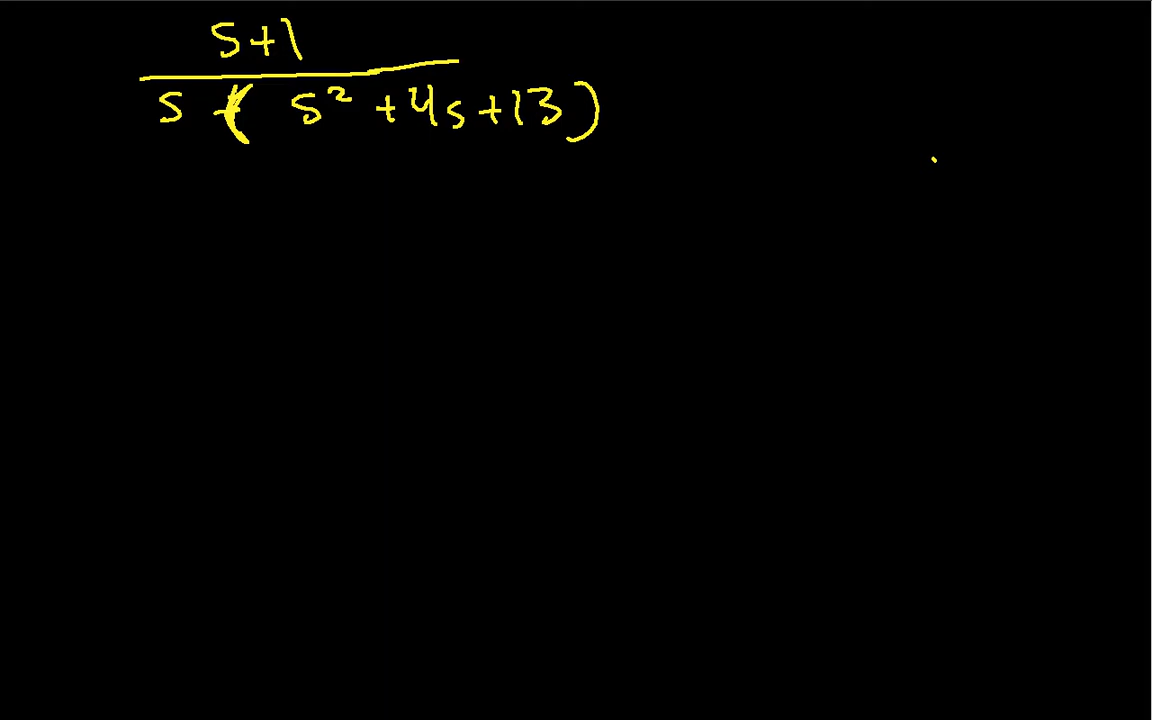 s+1
s ( s² + 4s + 13 )